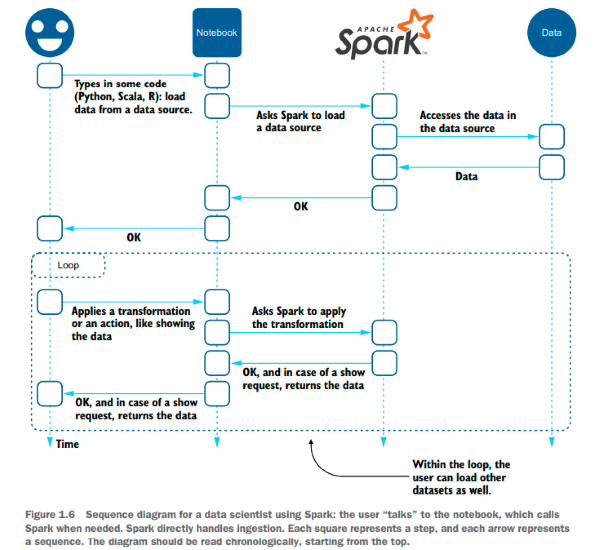 Notebook
APACHE
Spark
Data
Types in some code
(Python, Scala, R): load
data from a data source.
Asks Spark to load
a data source
Accesses the data in
the data source
Data
OK
OK
Loop
Applies a transformation
or an action, like showing
the data
Asks Spark to apply
the transformation
OK, and in case of a show
request, returns the data
OK, and in case of a show
request, returns the data
Time
Within the loop, the
user can load other
datasets as well.
Figure 1.6 Sequence diagram for a data scientist using Spark: the user “talks” to the notebook, which calls
Spark when needed. Spark directly handles ingestion. Each square represents a step, and each arrow represents
a sequence. The diagram should be read chronologically, starting from the top.